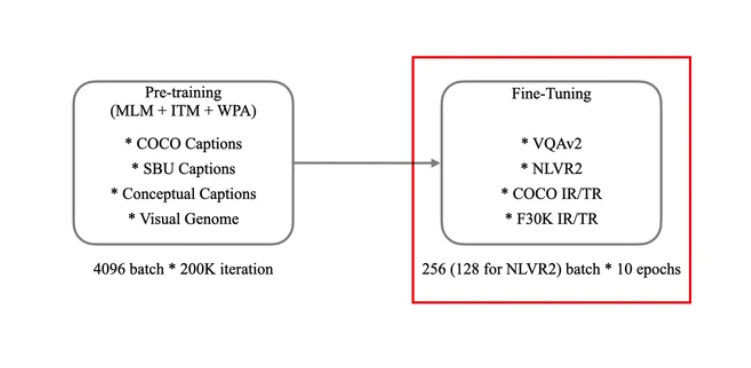 Pre-training
(MLM + ITM + WPA)
* COCO Captions
* SBU Captions
* Conceptual Captions
* Visual Genome
4096 batch * 200K iteration
Fine-Tuning
* VQAv2
* NLVR2
* COCO IR/TR
* F30K IR/TR
256 (128 for NLVR2) batch * 10 epochs